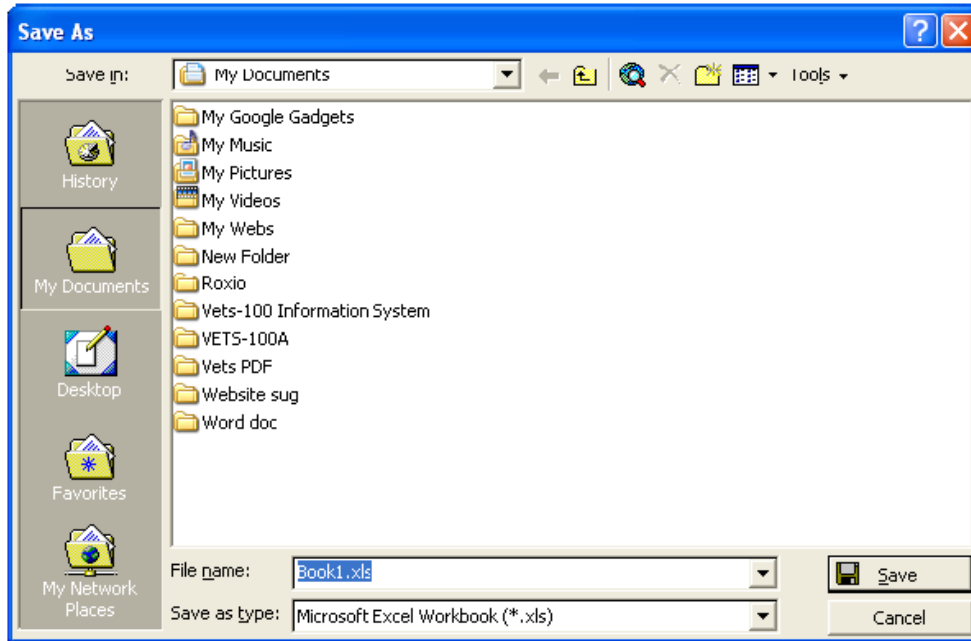 Save As
Save in: My Documents Tools
My Google Gadgets
My Music
My Pictures
My Videos
My Webs
New Folder
Roxio
Vets-100 Information System
VETS-100A
Vets PDF
Website sug
Word doc
History
My Documents
Desktop
Favorites
My Network
Places
File name: Book1.xls Save
Save as type: Microsoft Excel Workbook (*.xls) Cancel